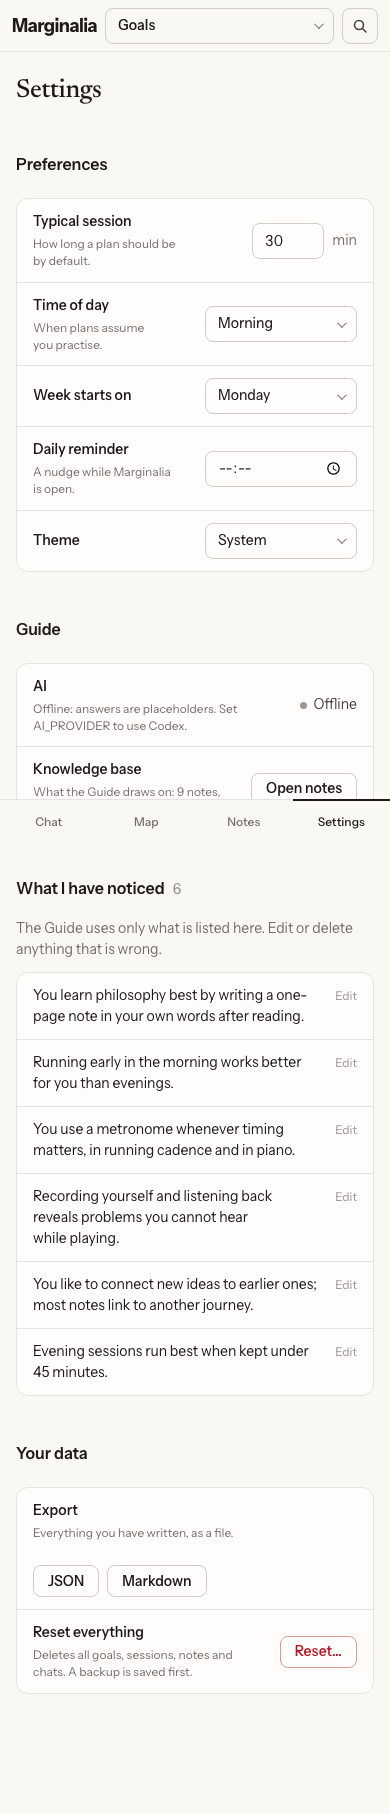 Marginalia
Goals
Settings
Preferences
Typical session
How long a plan should be
by default.
30
min
Time of day
When plans assume
you practise.
Morning
Week starts on
Monday
Daily reminder
A nudge while Marginalia
is open.
--:--
Theme
System
Guide
AI
Offline: answers are placeholders. Set
AI_PROVIDER to use Codex.
Offline
Knowledge base
What the Guide draws on: 9 notes,
Open notes
Chat
Map
Notes
Settings
What I have noticed 6
The Guide uses only what is listed here. Edit or delete
anything that is wrong.
You learn philosophy best by writing a one-
page note in your own words after reading.
Edit
Running early in the morning works better
for you than evenings.
Edit
You use a metronome whenever timing
matters, in running cadence and in piano.
Edit
Recording yourself and listening back
reveals problems you cannot hear
while playing.
Edit
You like to connect new ideas to earlier ones;
most notes link to another journey.
Edit
Evening sessions run best when kept under
45 minutes.
Edit
Your data
Export
Everything you have written, as a file.
JSON
Markdown
Reset everything
Deletes all goals, sessions, notes and
chats. A backup is saved first.
Reset...